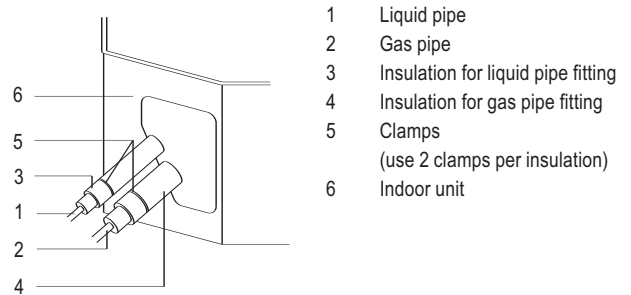 6
5
3
1
2
4
1 Liquid pipe
2 Gas pipe
3 Insulation for liquid pipe fitting
4 Insulation for gas pipe fitting
5 Clamps
(use 2 clamps per insulation)
6 Indoor unit